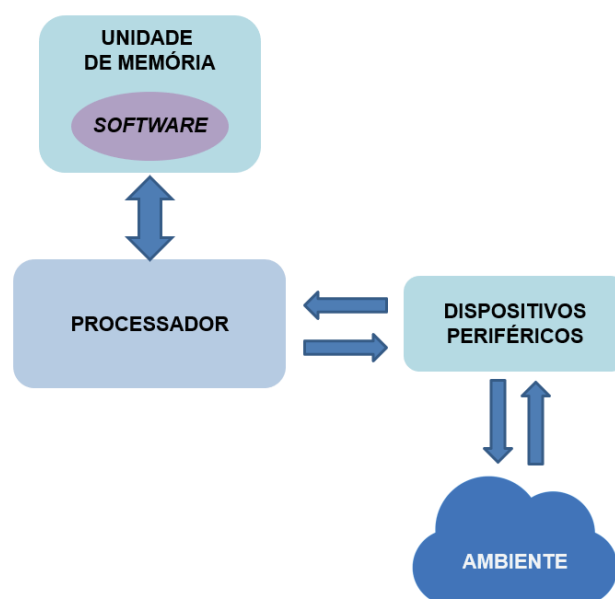 UNIDADE
DE MEMÓRIA
SOFTWARE
PROCESSADOR
DISPOSITIVOS
PERIFÉRICOS
AMBIENTE